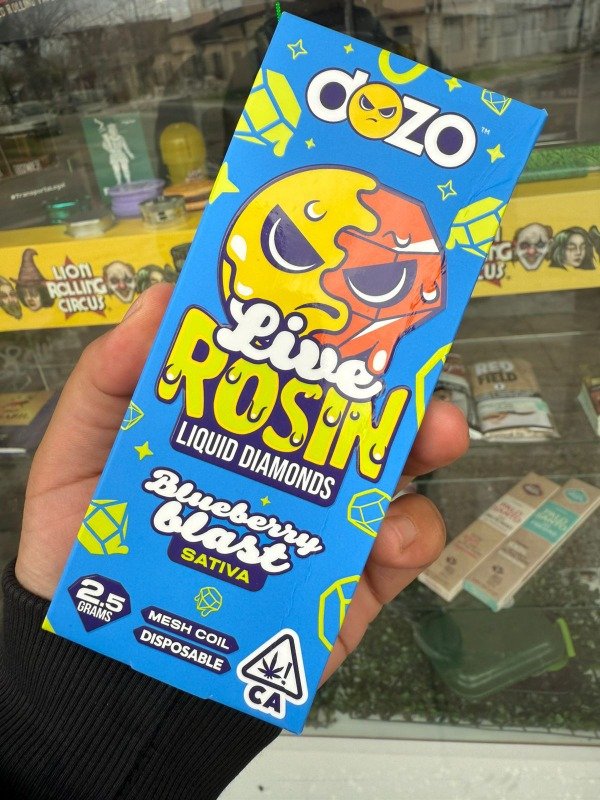 dozo™
Live
ROSIN
LIQUID DIAMONDS
Blueberry
blast
SATIVA
2.5
GRAMS
MESH COIL
DISPOSABLE
!
CA
LION
ROLLING
CIRCUS
RED
FIELD